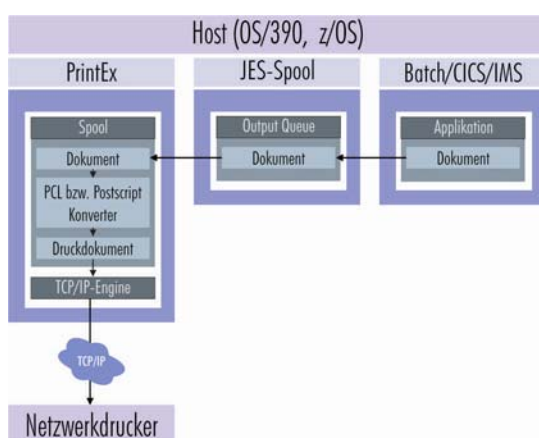 Host (OS/390, z/OS)
PrintEx
JES-Spool
Batch/CICS/IMS
Spool
Output Queue
Applikation
Dokument
Dokument
Dokument
PCL bzw. Postscript
Konverter
Druckdokument
TCP/IP-Engine
TCP/IP
Netzwerkdrucker